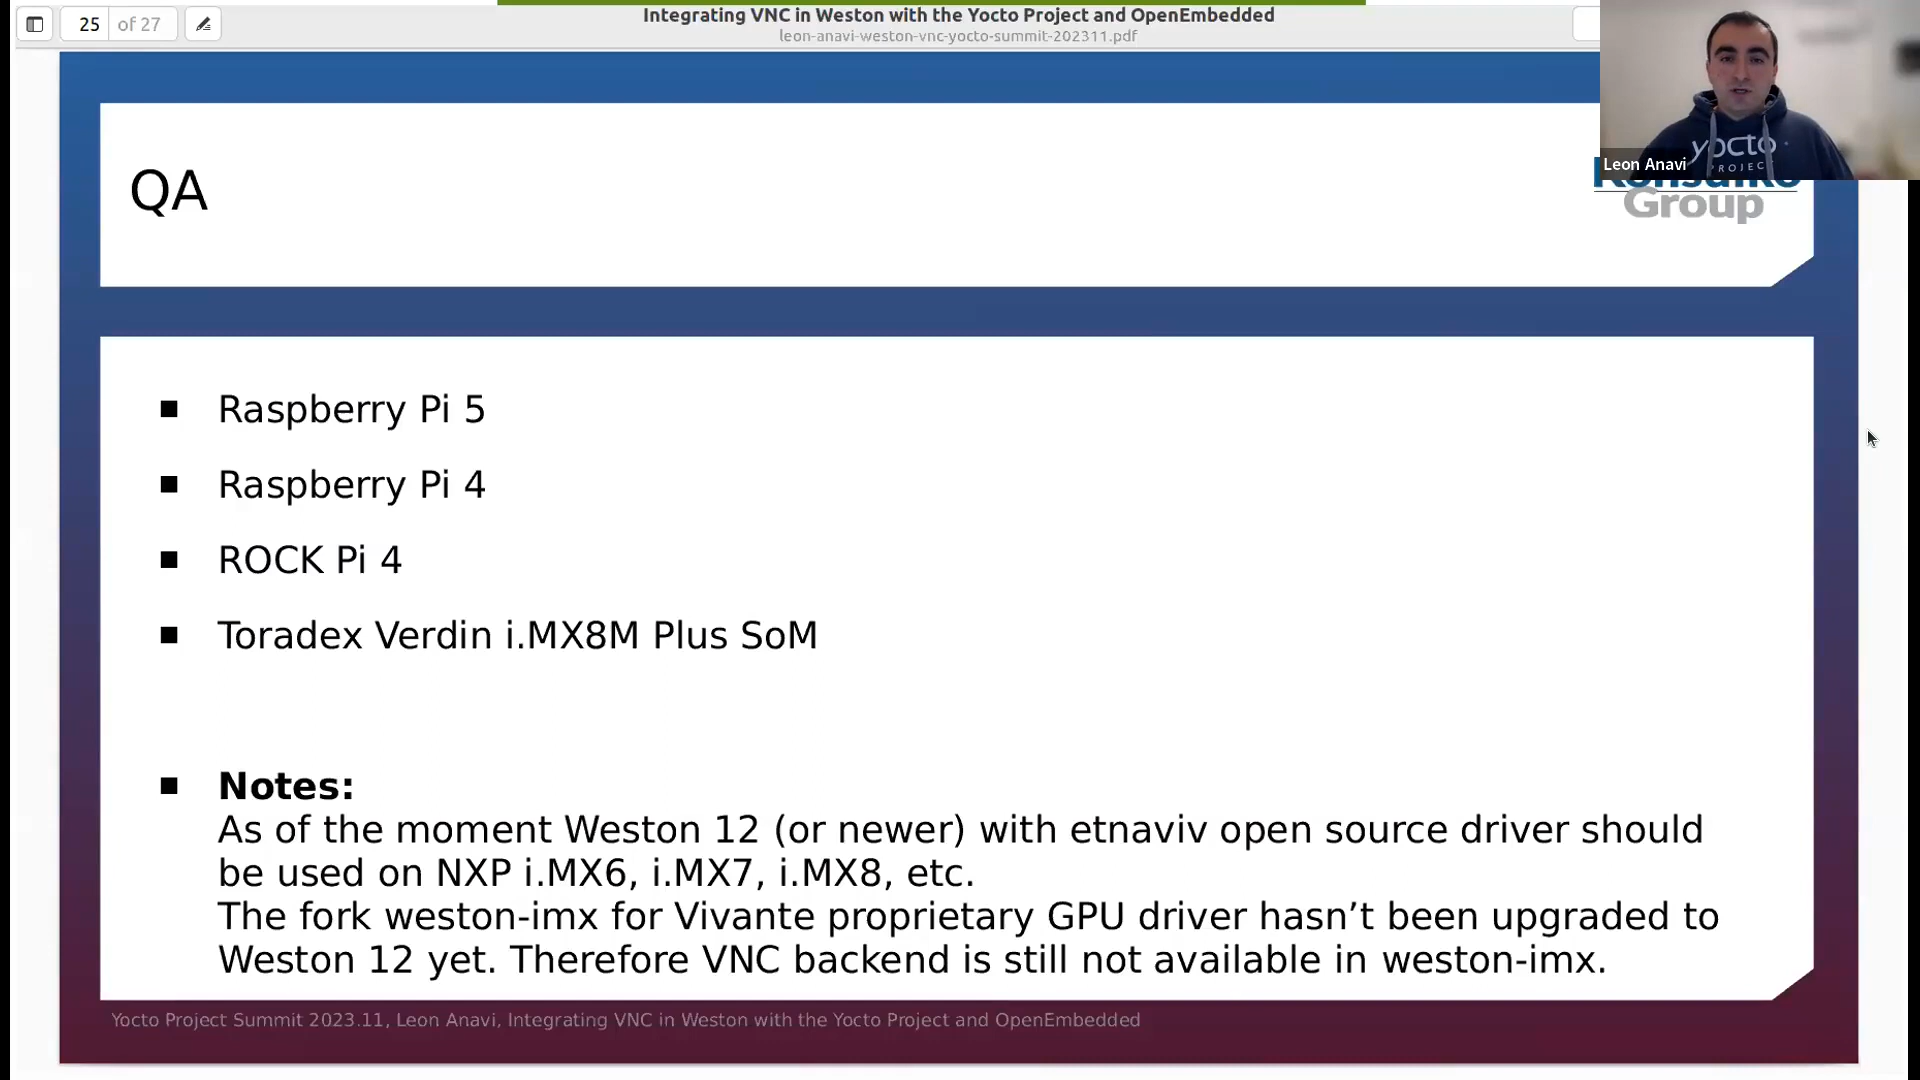 25 of 27
Integrating VNC in Weston with the Yocto Project and OpenEmbedded
leon-anavi-weston-vnc-yocto-summit-202311.pdf
yocto
PROJECT
Leon Anavi
QA
Group
Raspberry Pi 5
Raspberry Pi 4
ROCK Pi 4
Toradex Verdin i.MX8M Plus SoM
Notes:
As of the moment Weston 12 (or newer) with etnaviv open source driver should
be used on NXP i.MX6, i.MX7, i.MX8, etc.
The fork weston-imx for Vivante proprietary GPU driver hasn’t been upgraded to
Weston 12 yet. Therefore VNC backend is still not available in weston-imx.
Yocto Project Summit 2023.11, Leon Anavi, Integrating VNC in Weston with the Yocto Project and OpenEmbedded